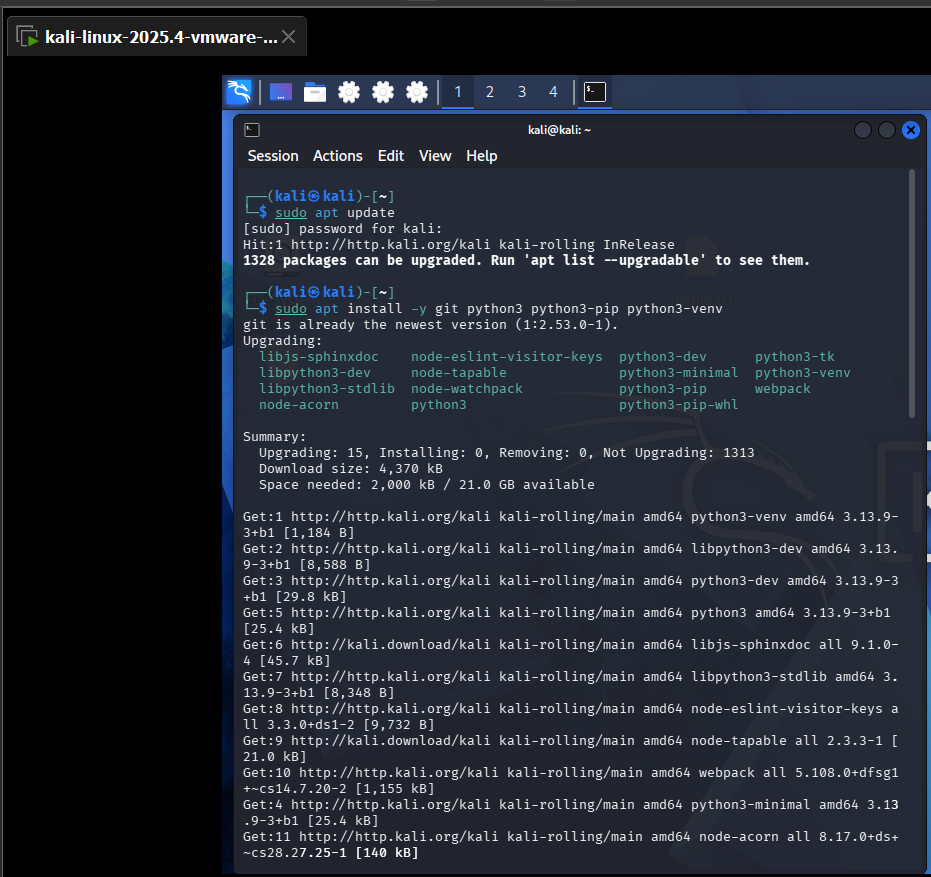 kali-linux-2025.4-vmware-...
1 2 3 4
kali@kali: ~
Session Actions Edit View Help
┌──(kali㉿kali)-[~]
└─$ sudo apt update
[sudo] password for kali:
Hit:1 http://http.kali.org/kali kali-rolling InRelease
1328 packages can be upgraded. Run 'apt list --upgradable' to see them.
┌──(kali㉿kali)-[~]
└─$ sudo apt install -y git python3 python3-pip python3-venv
git is already the newest version (1:2.53.0-1).
Upgrading:
libjs-sphinxdoc node-eslint-visitor-keys python3-dev python3-tk
libpython3-dev node-tapable python3-minimal python3-venv
libpython3-stdlib node-watchpack python3-pip webpack
node-acorn python3 python3-pip-whl
Summary:
Upgrading: 15, Installing: 0, Removing: 0, Not Upgrading: 1313
Download size: 4,370 kB
Space needed: 2,000 kB / 21.0 GB available
Get:1 http://http.kali.org/kali kali-rolling/main amd64 python3-venv amd64 3.13.9-
3+b1 [1,184 B]
Get:2 http://http.kali.org/kali kali-rolling/main amd64 libpython3-dev amd64 3.13.
9-3+b1 [8,588 B]
Get:3 http://http.kali.org/kali kali-rolling/main amd64 python3-dev amd64 3.13.9-3
+b1 [29.8 kB]
Get:5 http://http.kali.org/kali kali-rolling/main amd64 python3 amd64 3.13.9-3+b1
[25.4 kB]
Get:6 http://kali.download/kali kali-rolling/main amd64 libjs-sphinxdoc all 9.1.0-
4 [45.7 kB]
Get:7 http://http.kali.org/kali kali-rolling/main amd64 libpython3-stdlib amd64 3.
13.9-3+b1 [8,348 B]
Get:8 http://http.kali.org/kali kali-rolling/main amd64 node-eslint-visitor-keys a
ll 3.3.0+ds1-2 [9,732 B]
Get:9 http://kali.download/kali kali-rolling/main amd64 node-tapable all 2.3.3-1 [
21.0 kB]
Get:10 http://http.kali.org/kali kali-rolling/main amd64 webpack all 5.108.0+dfsg1
+~cs14.7.20-2 [1,155 kB]
Get:4 http://http.kali.org/kali kali-rolling/main amd64 python3-minimal amd64 3.13
.9-3+b1 [25.4 kB]
Get:11 http://http.kali.org/kali kali-rolling/main amd64 node-acorn all 8.17.0+ds+
~cs28.27.25-1 [140 kB]